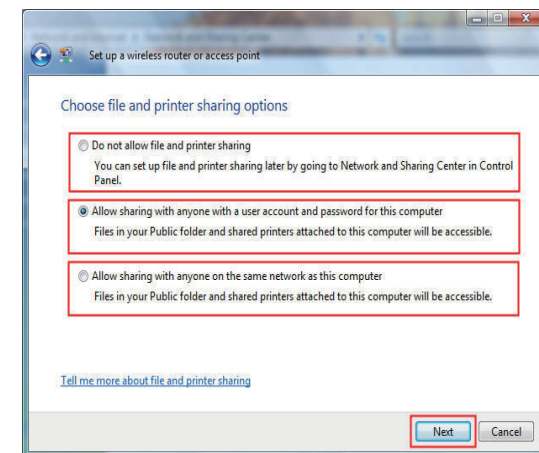 Set up a wireless router or access point
Choose file and printer sharing options
Do not allow file and printer sharing
You can set up file and printer sharing later by going to Network and Sharing Center in Control
Panel.
Allow sharing with anyone with a user account and password for this computer
Files in your Public folder and shared printers attached to this computer will be accessible.
Allow sharing with anyone on the same network as this computer
Files in your Public folder and shared printers attached to this computer will be accessible.
Tell me more about file and printer sharing
Next Cancel